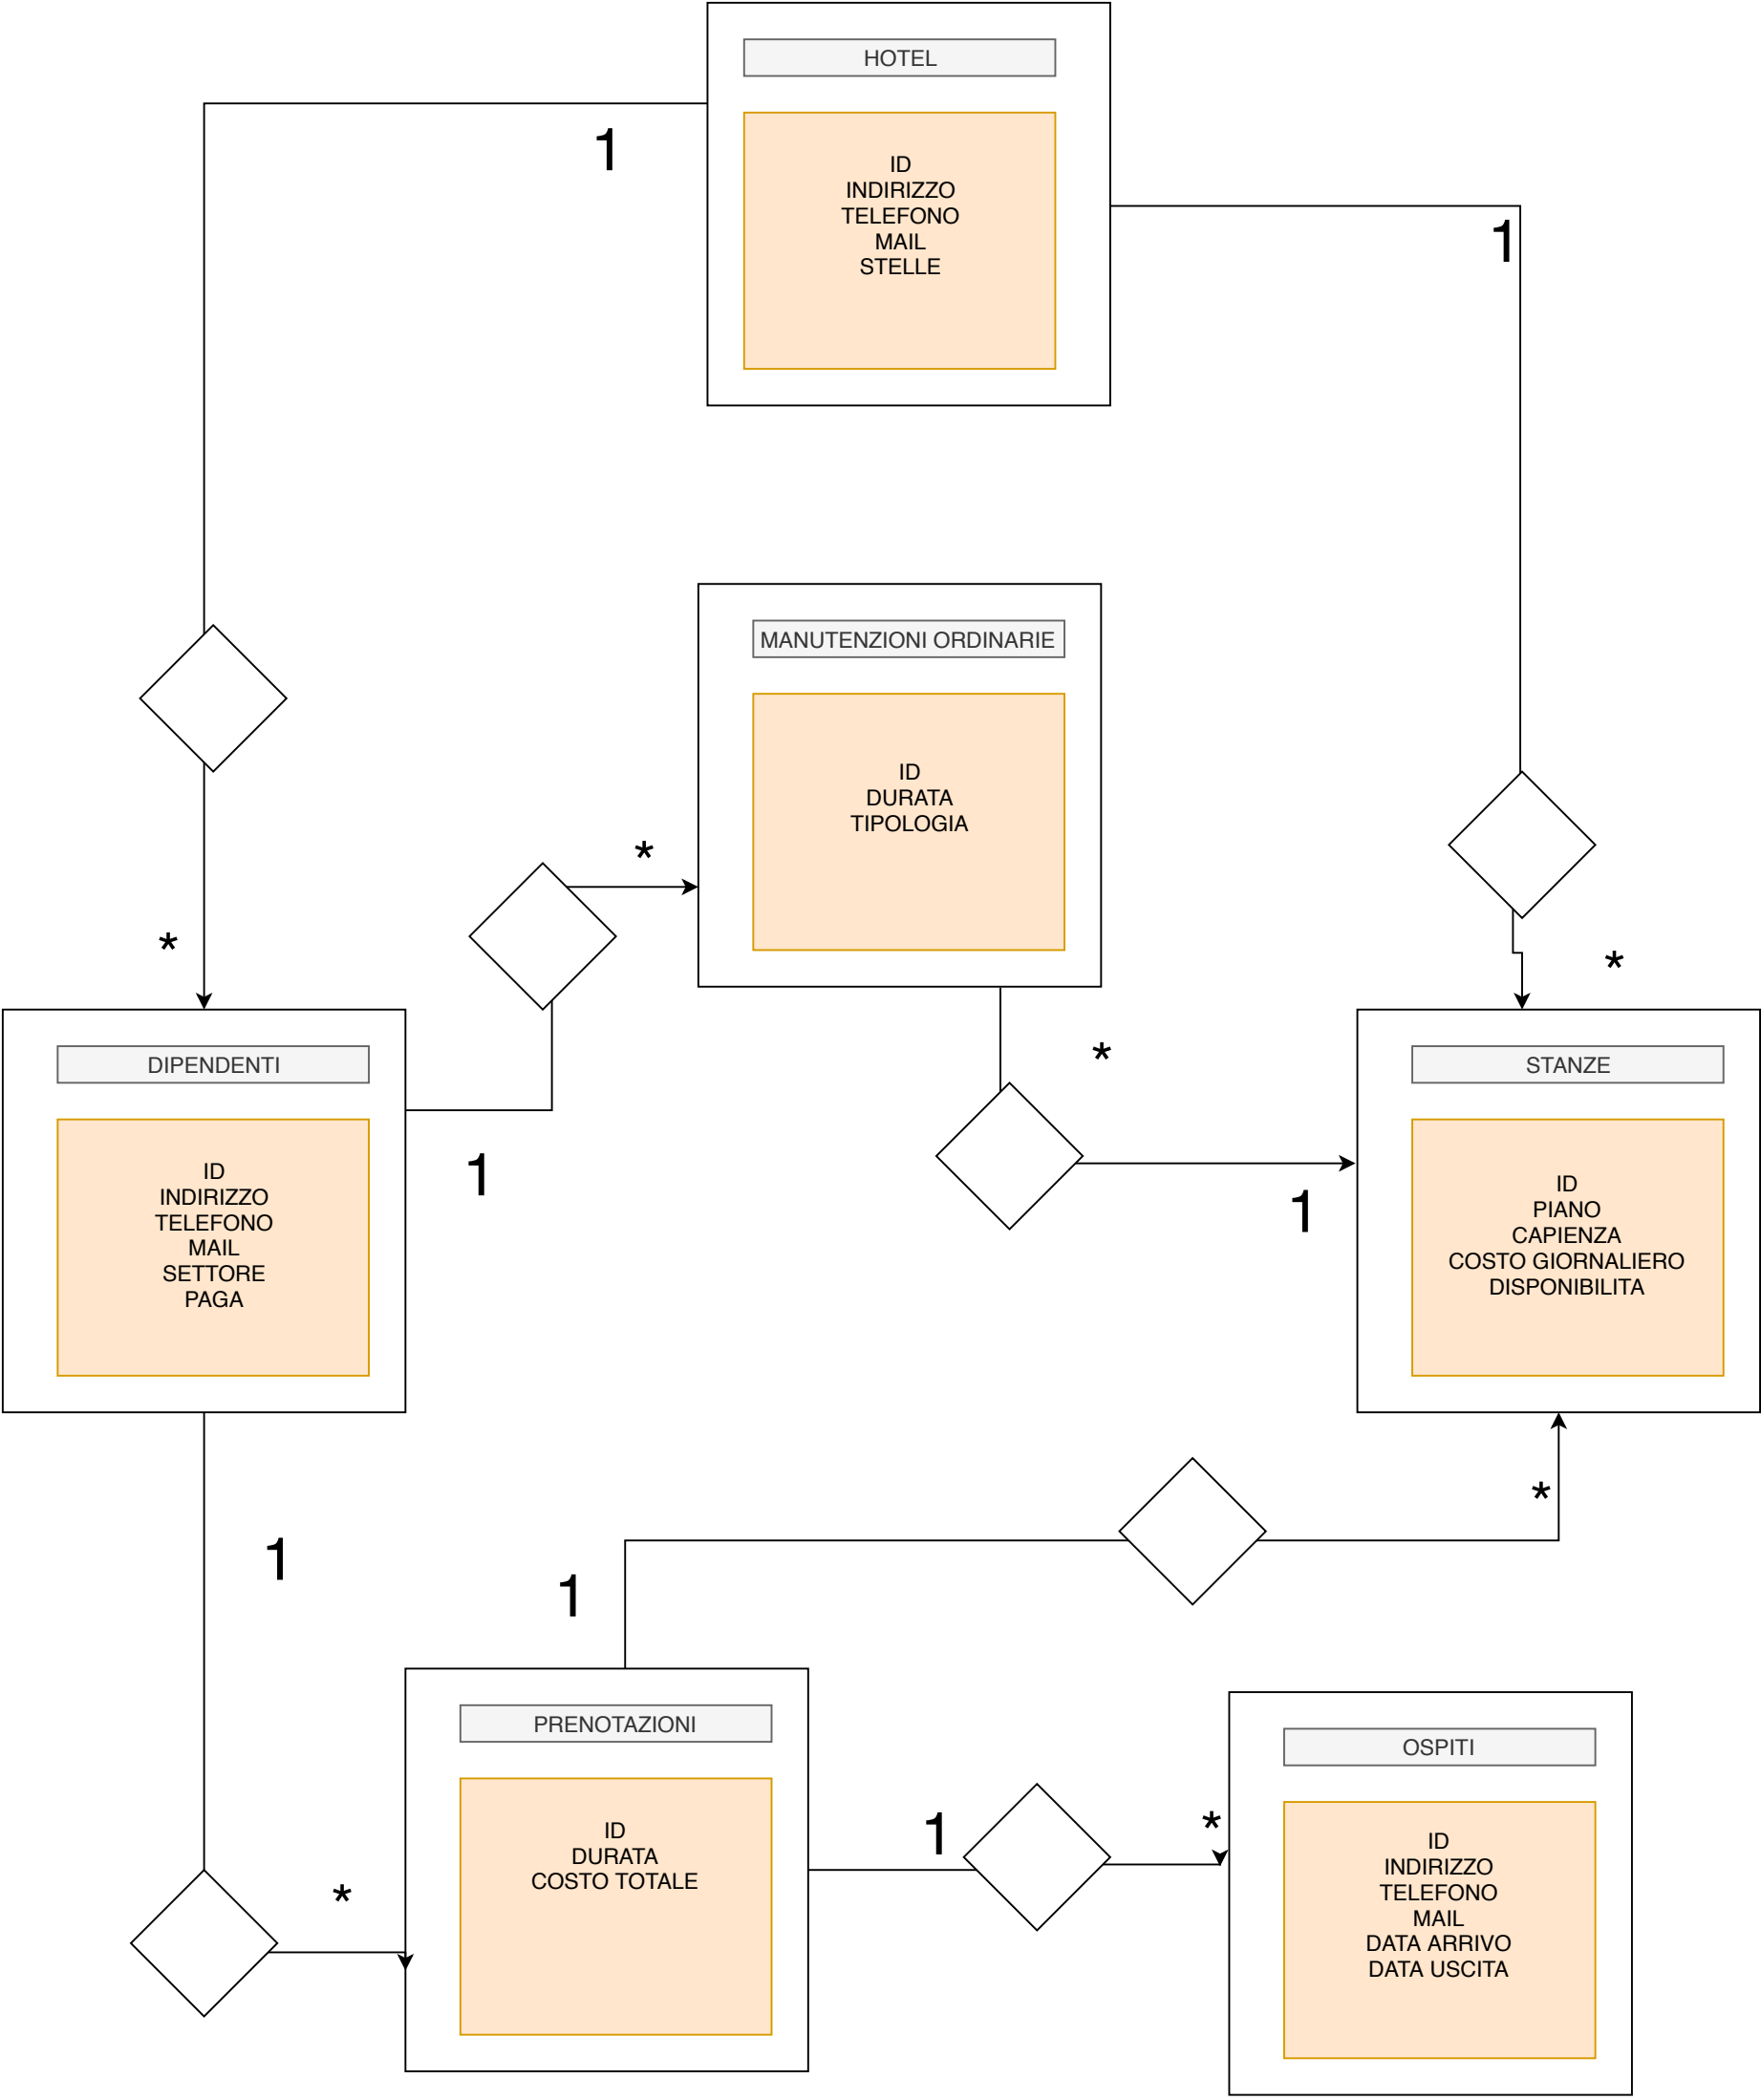 HOTEL
1
ID
INDIRIZZO
TELEFONO
MAIL
STELLE
1
MANUTENZIONI ORDINARIE
ID
DURATA
TIPOLOGIA
*
*
*
*
DIPENDENTI
ID
INDIRIZZO
TELEFONO
MAIL
SETTORE
PAGA
1
1
STANZE
ID
PIANO
CAPIENZA
COSTO GIORNALIERO
DISPONIBILITA
*
1
1
PRENOTAZIONI
ID
DURATA
COSTO TOTALE
*
1
*
OSPITI
ID
INDIRIZZO
TELEFONO
MAIL
DATA ARRIVO
DATA USCITA